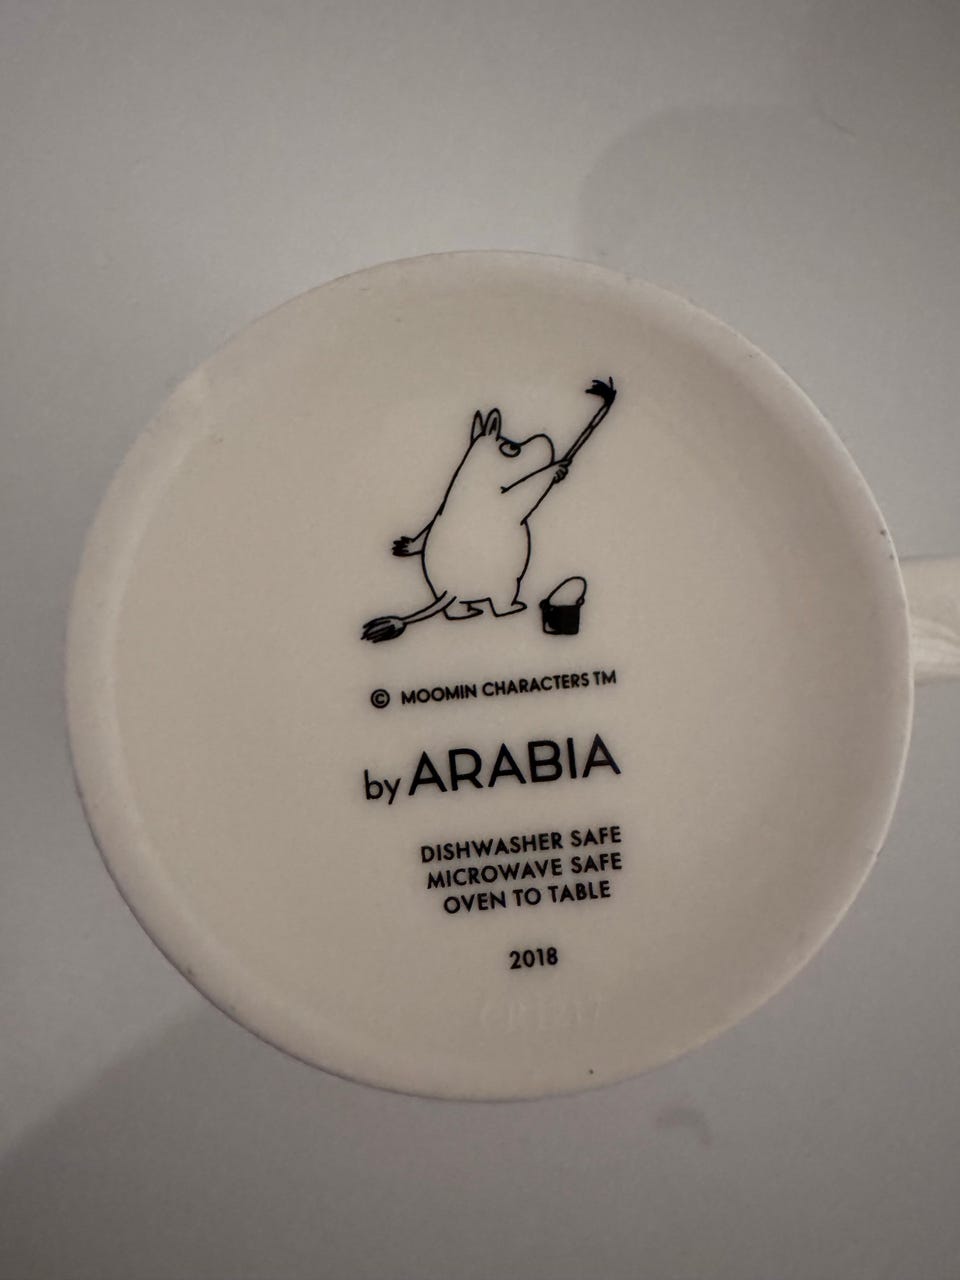 © MOOMIN CHARACTERS TM
by ARABIA
DISHWASHER SAFE
MICROWAVE SAFE
OVEN TO TABLE
2018